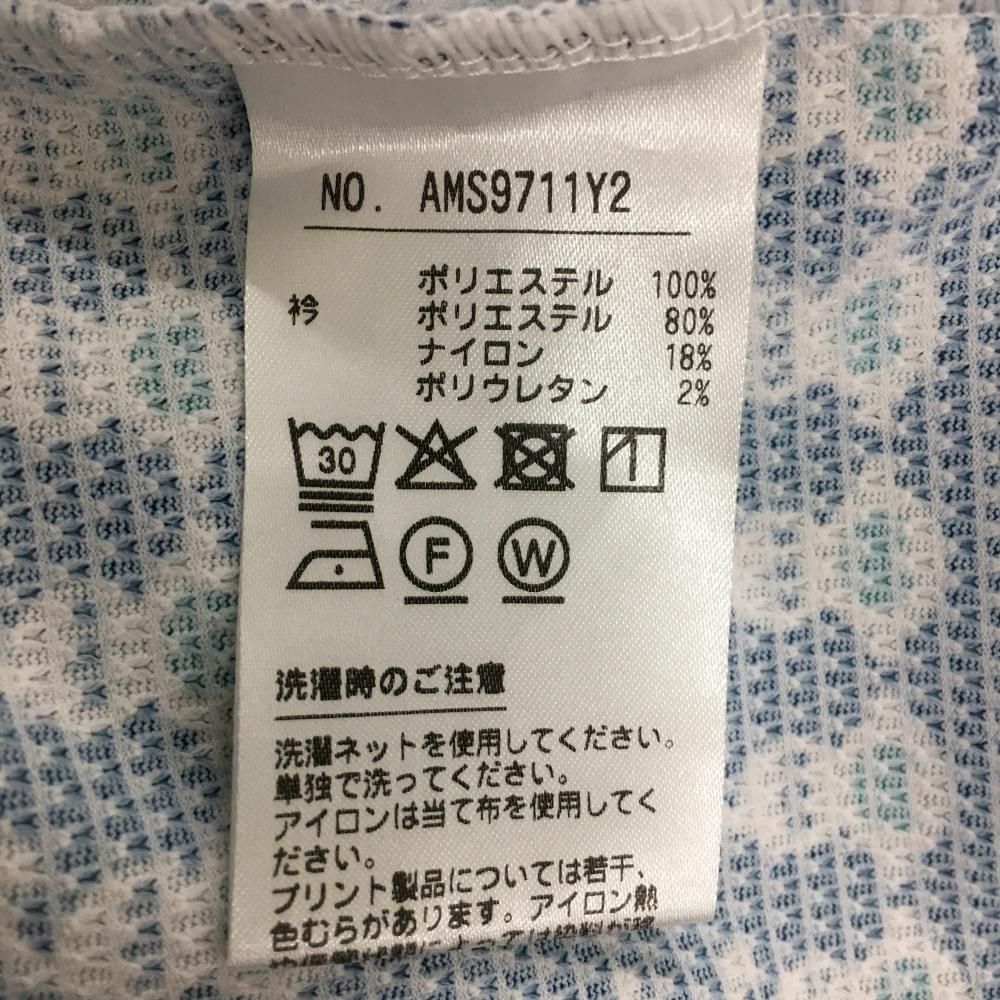 NO. AMS9711Y2
ポリエステル 100%
衿 ポリエステル 80%
ナイロン 18%
ポリウレタン 2%
30
F W
洗濯時のご注意
洗濯ネットを使用してください。
単独で洗ってください。
アイロンは当て布を使用してく
ださい。
プリント製品については若干、
色むらがあります。アイロン熱